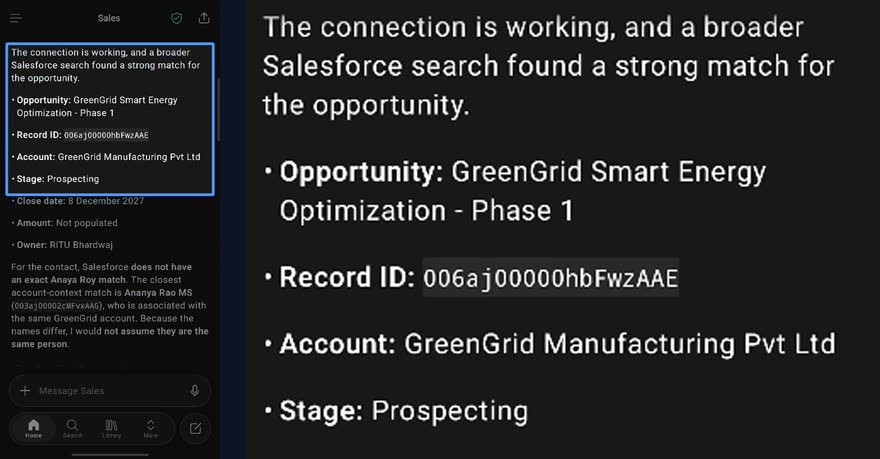 Sales
The connection is working, and a broader
Salesforce search found a strong match for
the opportunity.
• Opportunity: GreenGrid Smart Energy
Optimization - Phase 1
• Record ID: 006aj00000hbFwzAAE
• Account: GreenGrid Manufacturing Pvt Ltd
• Stage: Prospecting
• Close date: 8 December 2027
• Amount: Not populated
• Owner: RITU Bhardwaj
For the contact, Salesforce does not have
an exact Anaya Roy match. The closest
account-context match is Ananya Rao MS
(003aj00002cMFvxAAG), who is associated with
the same GreenGrid account. Because the
names differ, I would not assume they are the
same person.
Message Sales
Home
Search
Library
More
The connection is working, and a broader
Salesforce search found a strong match for
the opportunity.
• Opportunity: GreenGrid Smart Energy
Optimization - Phase 1
• Record ID: 006aj00000hbFwzAAE
• Account: GreenGrid Manufacturing Pvt Ltd
• Stage: Prospecting